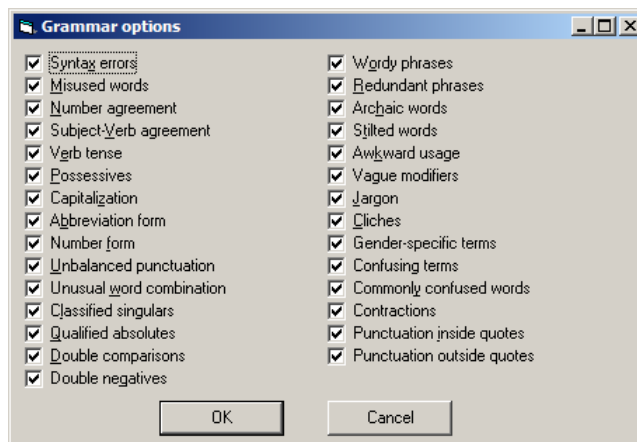 Grammar options
Syntax errors
Misused words
Number agreement
Subject-Verb agreement
Verb tense
Possessives
Capitalization
Abbreviation form
Number form
Unbalanced punctuation
Unusual word combination
Classified singulars
Qualified absolutes
Double comparisons
Double negatives
Wordy phrases
Redundant phrases
Archaic words
Stilted words
Awkward usage
Vague modifiers
Jargon
Cliches
Gender-specific terms
Confusing terms
Commonly confused words
Contractions
Punctuation inside quotes
Punctuation outside quotes
OK
Cancel